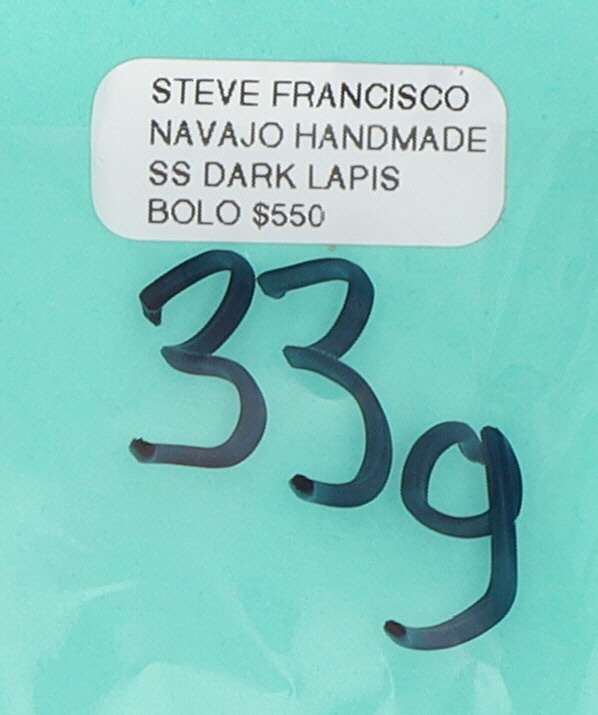 STEVE FRANCISCO
NAVAJO HANDMADE
SS DARK LAPIS
BOLO $550
33g